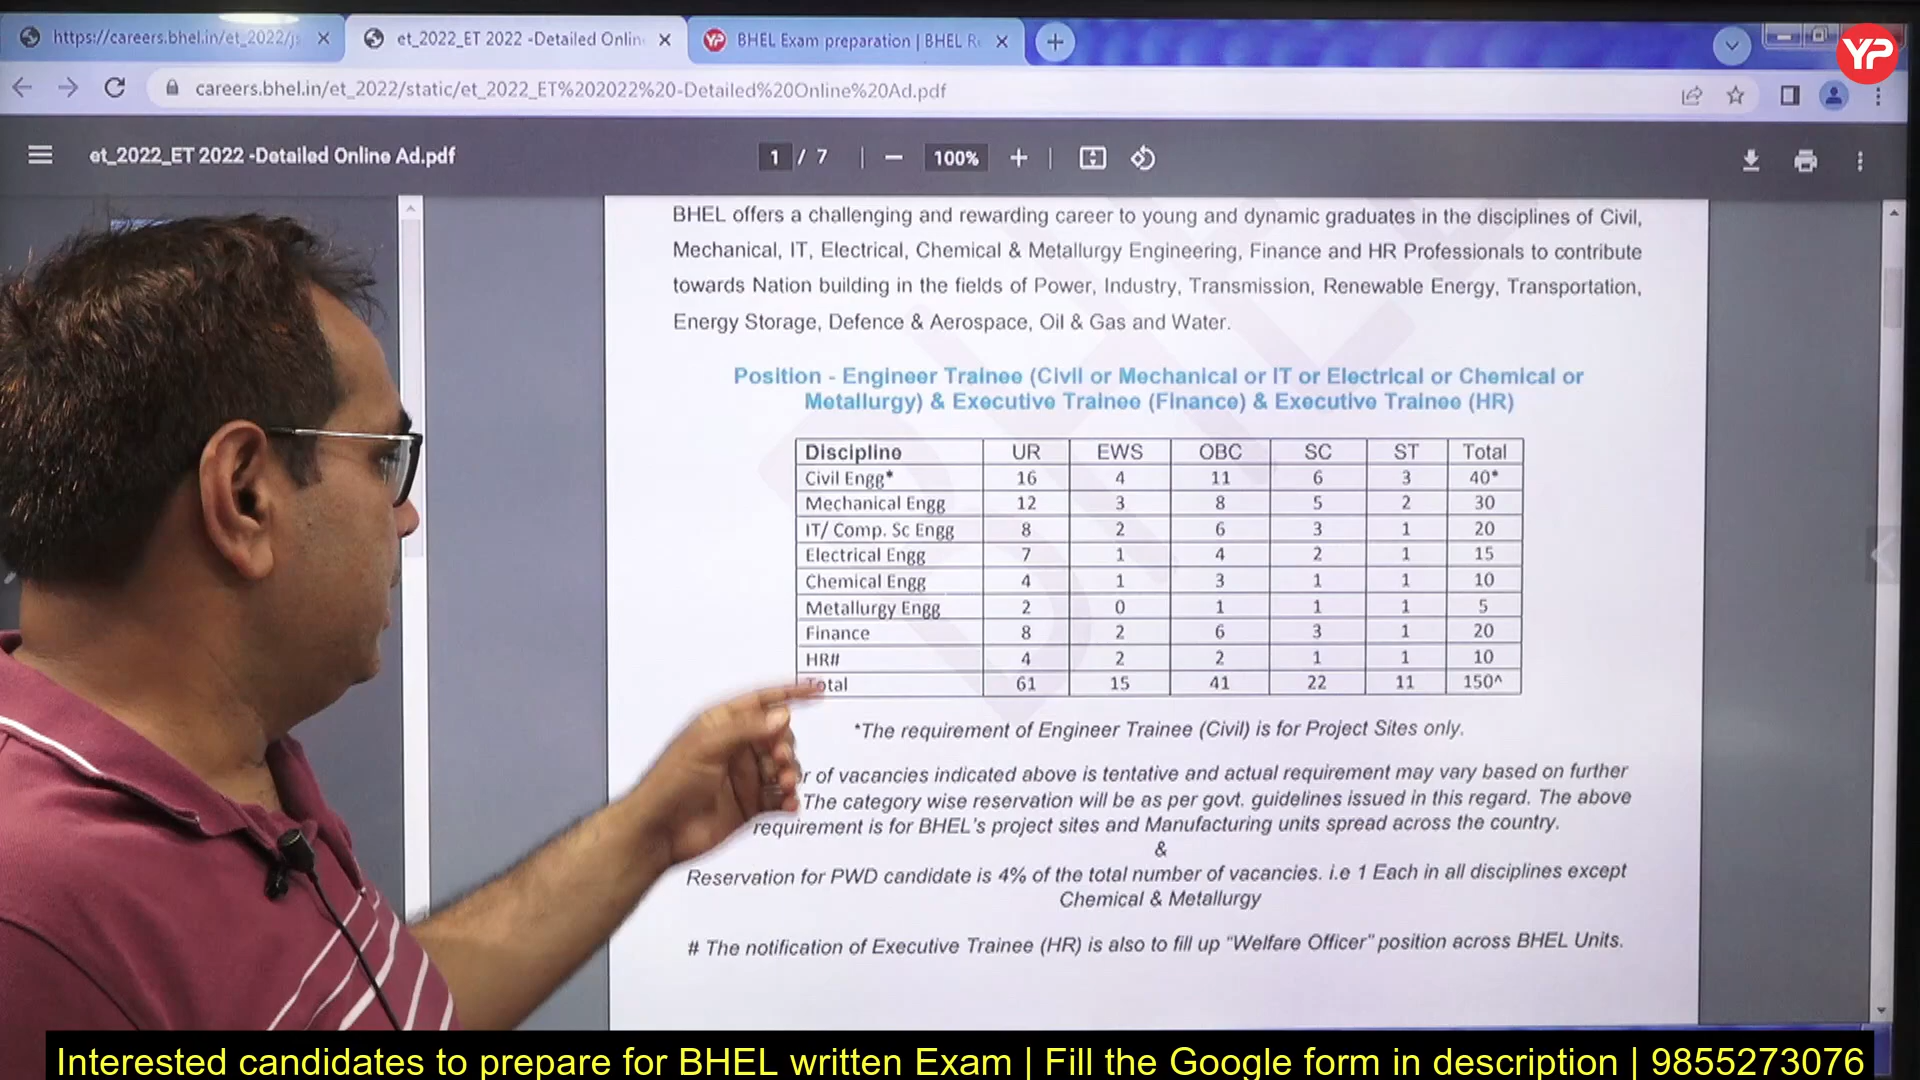 https://careers.bhel.in/et_2022/js
et_2022_ET 2022 -Detailed Onlin
YP BHEL Exam preparation | BHEL R
YP
careers.bhel.in/et_2022/static/et_2022_ET%202022%20-Detailed%20Online%20Ad.pdf
et_2022_ET 2022 -Detailed Online Ad.pdf
1 / 7
100%
BHEL offers a challenging and rewarding career to young and dynamic graduates in the disciplines of Civil,
Mechanical, IT, Electrical, Chemical & Metallurgy Engineering, Finance and HR Professionals to contribute
towards Nation building in the fields of Power, Industry, Transmission, Renewable Energy, Transportation,
Energy Storage, Defence & Aerospace, Oil & Gas and Water.
Position - Engineer Trainee (Civil or Mechanical or IT or Electrical or Chemical or
Metallurgy) & Executive Trainee (Finance) & Executive Trainee (HR)
Discipline UR EWS OBC SC ST Total
Civil Engg* 16 4 11 6 3 40*
Mechanical Engg 12 3 8 5 2 30
IT/ Comp. Sc Engg 8 2 6 3 1 20
Electrical Engg 7 1 4 2 1 15
Chemical Engg 4 1 3 1 1 10
Metallurgy Engg 2 0 1 1 1 5
Finance 8 2 6 3 1 20
HR# 4 2 2 1 1 10
Total 61 15 41 22 11 150^
*The requirement of Engineer Trainee (Civil) is for Project Sites only.
of vacancies indicated above is tentative and actual requirement may vary based on further
The category wise reservation will be as per govt. guidelines issued in this regard. The above
requirement is for BHEL's project sites and Manufacturing units spread across the country.
&
Reservation for PWD candidate is 4% of the total number of vacancies. i.e 1 Each in all disciplines except
Chemical & Metallurgy
# The notification of Executive Trainee (HR) is also to fill up "Welfare Officer" position across BHEL Units.
Interested candidates to prepare for BHEL written Exam | Fill the Google form in description | 9855273076